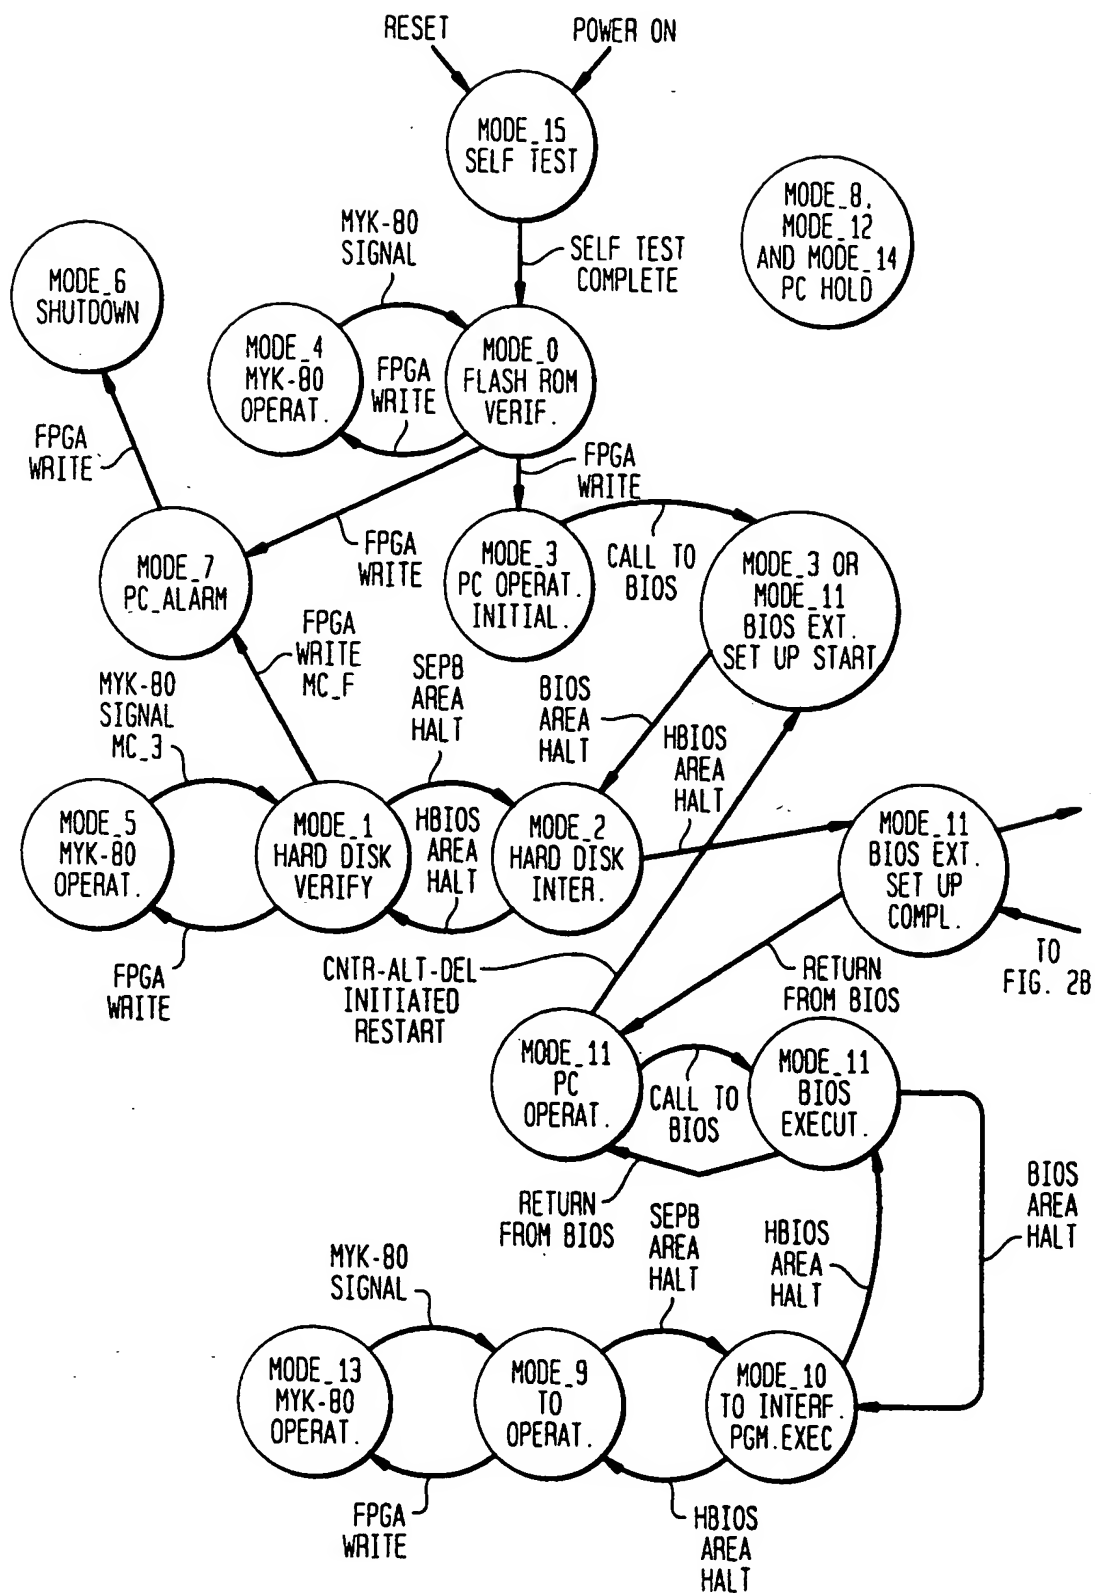 RESET
POWER ON
MODE_15
SELF TEST
MODE_8,
MODE_12
AND MODE_14
PC HOLD
MYK-80
SIGNAL
SELF TEST
COMPLETE
MODE_6
SHUTDOWN
MODE_4
MYK-80
OPERAT.
FPGA
WRITE
MODE_0
FLASH ROM
VERIF.
FPGA
WRITE
FPGA
WRITE
FPGA
WRITE
MODE_7
PC_ALARM
MODE_3
PC OPERAT.
INITIAL.
CALL TO
BIOS
MODE_3 OR
MODE_11
BIOS EXT.
SET UP START
FPGA
WRITE
MC_F
MYK-80
SIGNAL
MC_3
SEPB
AREA
HALT
BIOS
AREA
HALT
HBIOS
AREA
HALT
MODE_5
MYK-80
OPERAT.
MODE_1
HARD DISK
VERIFY
HBIOS
AREA
HALT
MODE_2
HARD DISK
INTER.
MODE_11
BIOS EXT.
SET UP
COMPL.
FPGA
WRITE
CNTR-ALT-DEL
INITIATED
RESTART
RETURN
FROM BIOS
TO
FIG. 2B
MODE_11
PC
OPERAT.
CALL TO
BIOS
MODE_11
BIOS
EXECUT.
RETURN
FROM BIOS
BIOS
AREA
HALT
SEPB
AREA
HALT
HBIOS
AREA
HALT
MYK-80
SIGNAL
MODE_13
MYK-80
OPERAT.
MODE_9
TO
OPERAT.
MODE_10
TO INTERF.
PGM.EXEC
FPGA
WRITE
HBIOS
AREA
HALT